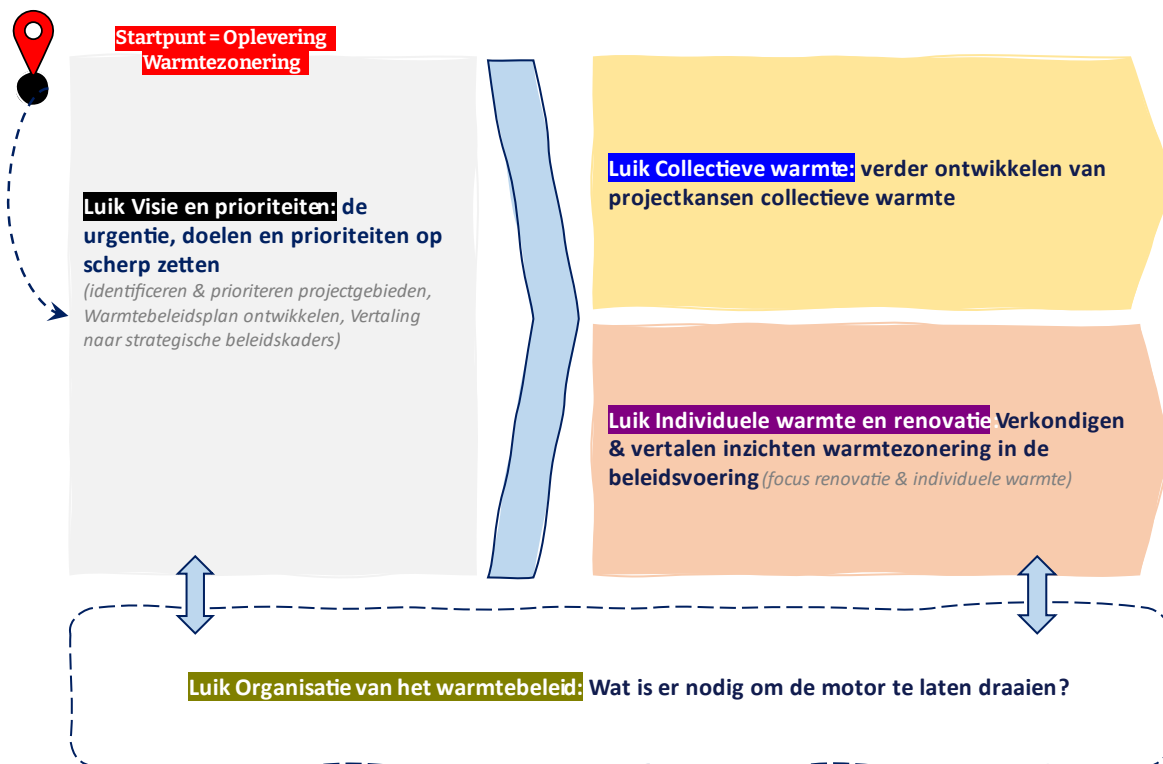 Startpunt = Oplevering
Warmtezonering
Luik Visie en prioriteiten: de
urgentie, doelen en prioriteiten op
scherp zetten
(identificeren & prioriteren projectgebieden,
Warmtebeleidsplan ontwikkelen, Vertaling
naar strategische beleidskaders)
Luik Collectieve warmte: verder ontwikkelen van
projectkansen collectieve warmte
Luik Individuele warmte en renovatie Verkondigen
& vertalen inzichten warmtezonering in de
beleidsvoering (focus renovatie & individuele warmte)
Luik Organisatie van het warmtebeleid: Wat is er nodig om de motor te laten draaien?